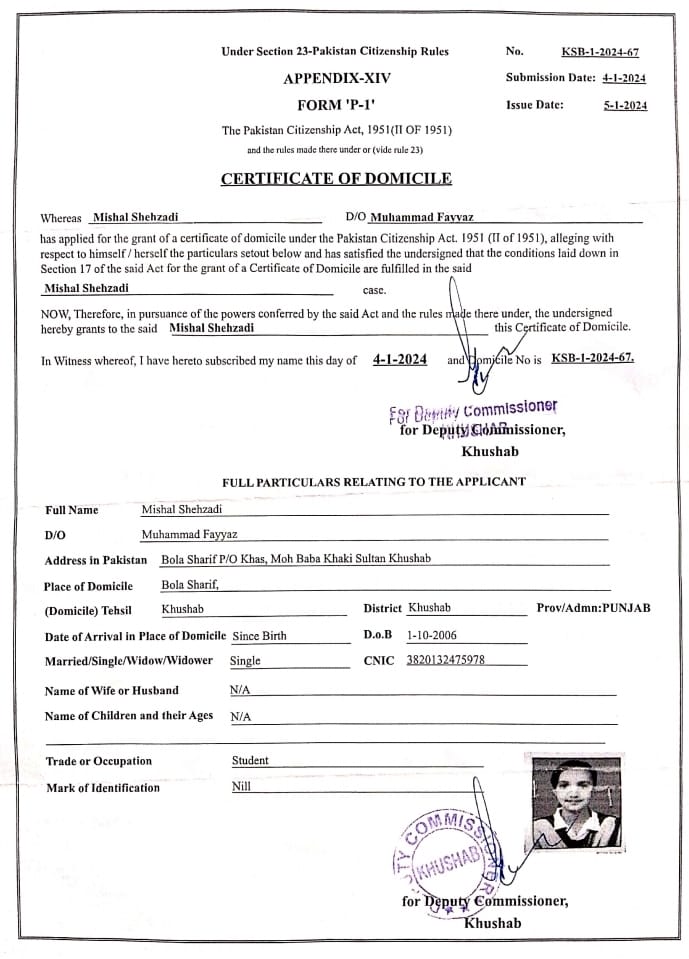 Under Section 23-Pakistan Citizenship Rules
No. KSB-1-2024-67
APPENDIX-XIV
Submission Date: 4-1-2024
FORM 'P-1'
Issue Date: 5-1-2024
The Pakistan Citizenship Act, 1951(II OF 1951)
and the rules made there under or (vide rule 23)
CERTIFICATE OF DOMICILE
Whereas Mishal Shehzadi D/O Muhammad Fayyaz
has applied for the grant of a certificate of domicile under the Pakistan Citizenship Act. 1951 (II of 1951), alleging with
respect to himself / herself the particulars setout below and has satisfied the undersigned that the conditions laid down in
Section 17 of the said Act for the grant of a Certificate of Domicile are fulfilled in the said
Mishal Shehzadi case.
NOW, Therefore, in pursuance of the powers conferred by the said Act and the rules made there under, the undersigned
hereby grants to the said Mishal Shehzadi this Certificate of Domicile.
In Witness whereof, I have hereto subscribed my name this day of 4-1-2024 and Domicile No is KSB-1-2024-67.
For Deputy Commissioner
for Deputy Commissioner,
Khushab
FULL PARTICULARS RELATING TO THE APPLICANT
Full Name Mishal Shehzadi
D/O Muhammad Fayyaz
Address in Pakistan Bola Sharif P/O Khas, Moh Baba Khaki Sultan Khushab
Place of Domicile Bola Sharif,
(Domicile) Tehsil Khushab District Khushab Prov/Admn:PUNJAB
Date of Arrival in Place of Domicile Since Birth D.o.B 1-10-2006
Married/Single/Widow/Widower Single CNIC 3820132475978
Name of Wife or Husband N/A
Name of Children and their Ages N/A
Trade or Occupation Student
Mark of Identification Nill
DEPUTY COMMISSIONER
KHUSHAB
for Deputy Commissioner,
Khushab